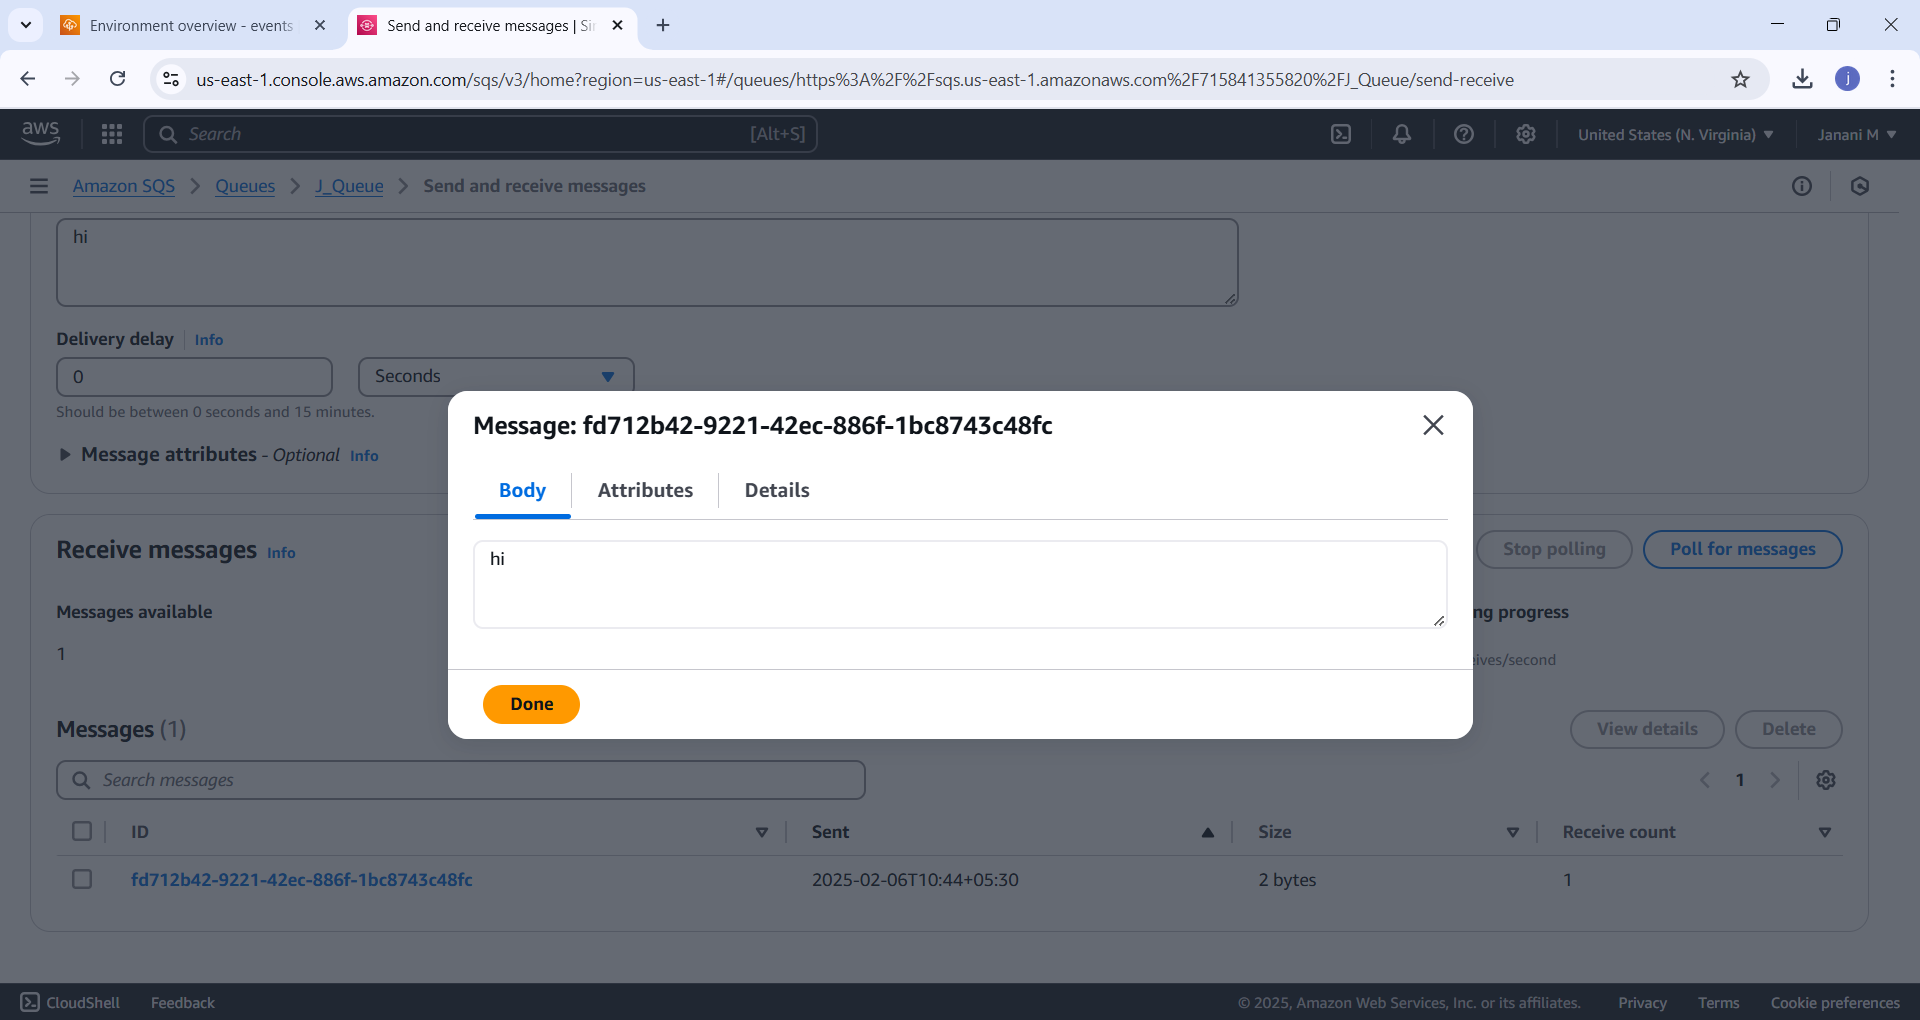 Environment overview - events
Send and receive messages | Sir
us-east-1.console.aws.amazon.com/sqs/v3/home?region=us-east-1#/queues/https%3A%2F%2Fsqs.us-east-1.amazonaws.com%2F715841355820%2FJ_Queue/send-receive
j
aws
Search
[Alt+S]
United States (N. Virginia)
Janani M
Amazon SQS
Queues
J_Queue
Send and receive messages
hi
Delivery delay
Info
0
Seconds
Should be between 0 seconds and 15 minutes.
Message attributes - Optional Info
Message: fd712b42-9221-42ec-886f-1bc8743c48fc
Body
Attributes
Details
hi
Done
Receive messages Info
Stop polling
Poll for messages
Messages available
ng progress
1
eives/second
Messages (1)
View details
Delete
Search messages
1
ID
Sent
Size
Receive count
fd712b42-9221-42ec-886f-1bc8743c48fc
2025-02-06T10:44+05:30
2 bytes
1
CloudShell
Feedback
© 2025, Amazon Web Services, Inc. or its affiliates.
Privacy
Terms
Cookie preferences